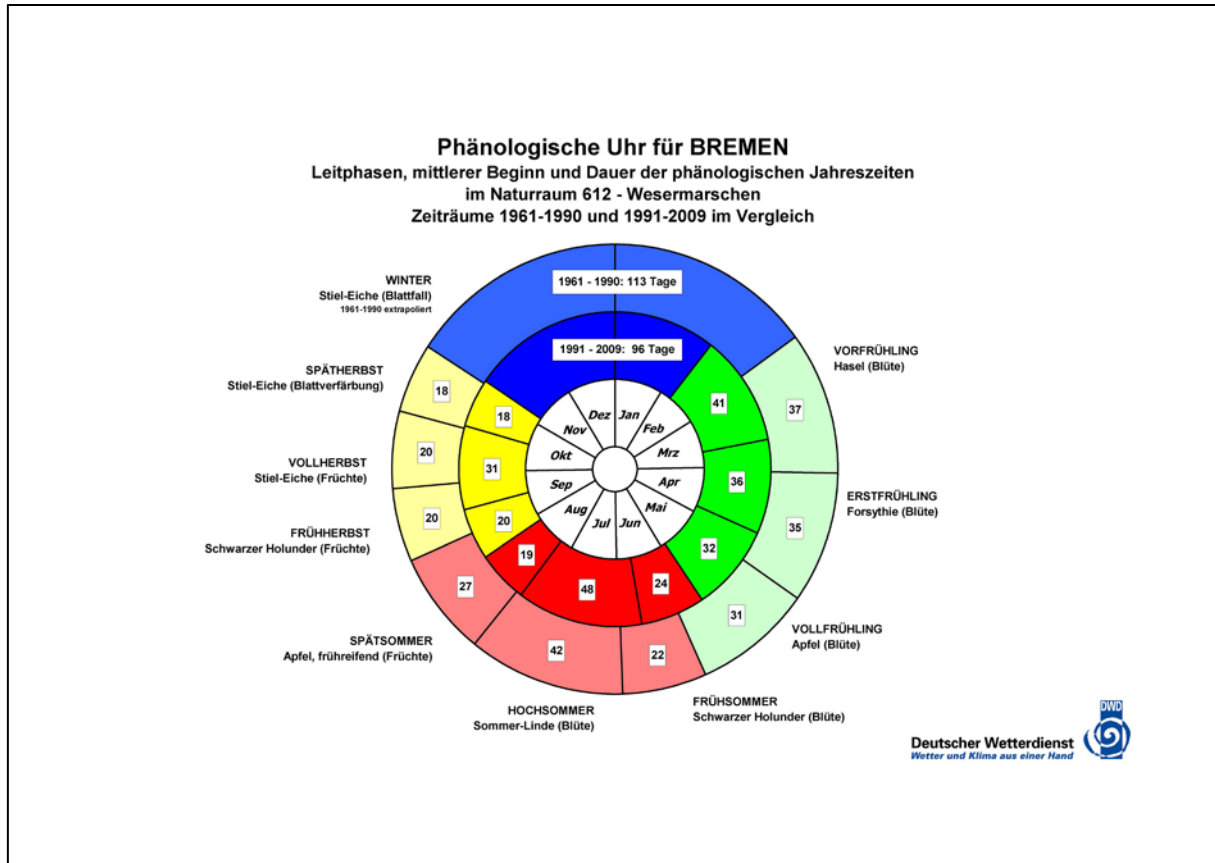 Phänologische Uhr für BREMEN
Leitphasen, mittlerer Beginn und Dauer der phänologischen Jahreszeiten
im Naturraum 612 - Wesermarschen
Zeiträume 1961-1990 und 1991-2009 im Vergleich
WINTER
Stiel-Eiche (Blattfall)
1961-1990 extrapoliert
1961 - 1990: 113 Tage
1991 - 2009: 96 Tage
VORFRÜHLING
Hasel (Blüte)
37
41
ERSTFRÜHLING
Forsythie (Blüte)
35
36
VOLLFRÜHLING
Apfel (Blüte)
31
32
FRÜHSOMMER
Schwarzer Holunder (Blüte)
22
24
HOCHSOMMER
Sommer-Linde (Blüte)
42
48
SPÄTSOMMER
Apfel, frühreifend (Früchte)
27
19
FRÜHHERBST
Schwarzer Holunder (Früchte)
20
20
VOLLHERBST
Stiel-Eiche (Früchte)
20
31
SPÄTHERBST
Stiel-Eiche (Blattverfärbung)
18
18
Jan
Feb
Mrz
Apr
Mai
Jun
Jul
Aug
Sep
Okt
Nov
Dez
DWD
Deutscher Wetterdienst
Wetter und Klima aus einer Hand